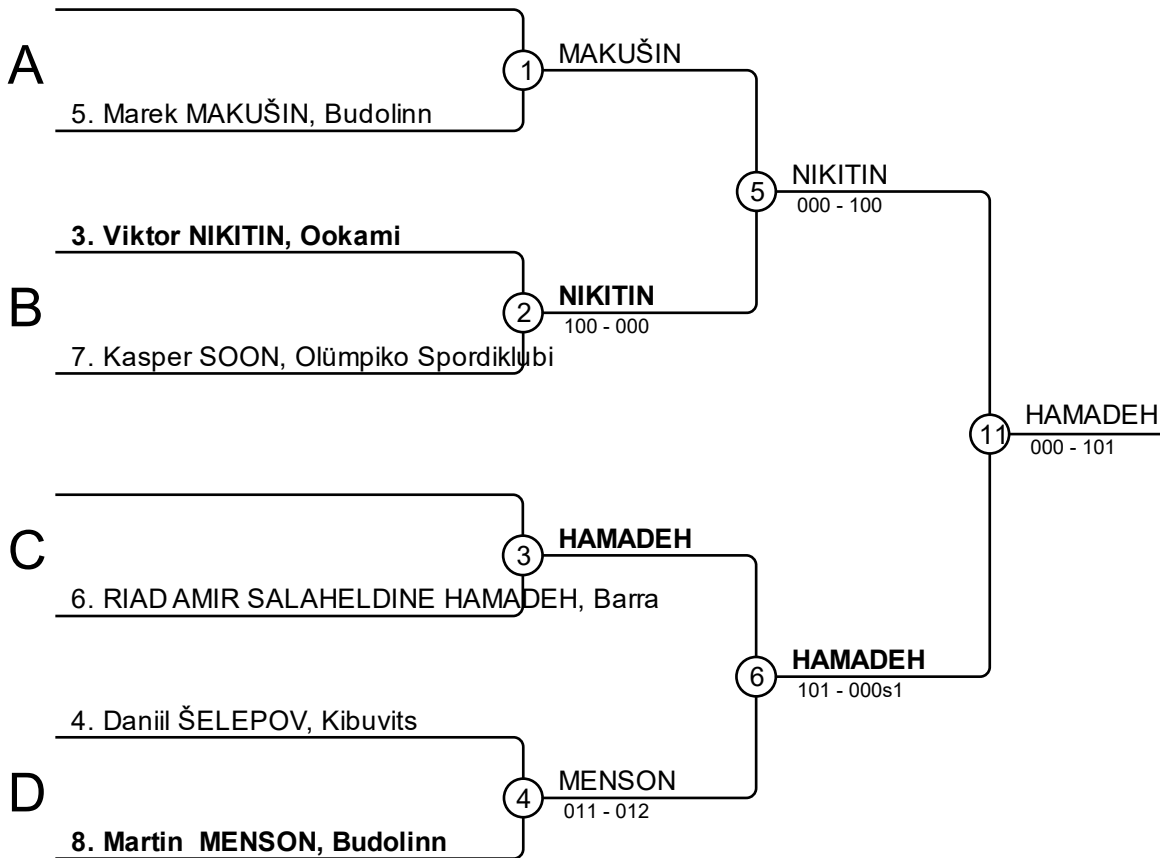 A
1 MAKUŠIN
5. Marek MAKUŠIN, Budolinn
5 NIKITIN
000 - 100
3. Viktor NIKITIN, Ookami
B
2 NIKITIN
100 - 000
7. Kasper SOON, Olümpiko Spordiklubi
11 HAMADEH
000 - 101
C
3 HAMADEH
6. RIAD AMIR SALAHELDINE HAMADEH, Barra
6 HAMADEH
101 - 000s1
4. Daniil ŠELEPOV, Kibuvits
D
4 MENSON
011 - 012
8. Martin  MENSON, Budolinn